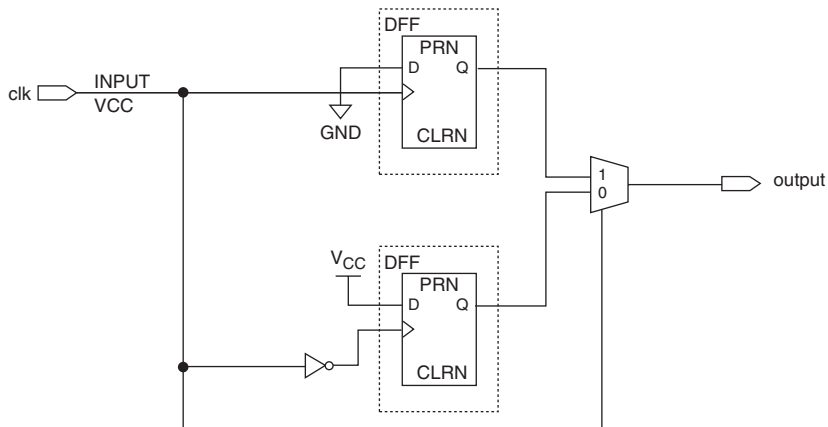 DFF
PRN
D Q
clk INPUT
VCC
GND
CLRN
1
0
output
VCC
DFF
PRN
D Q
CLRN